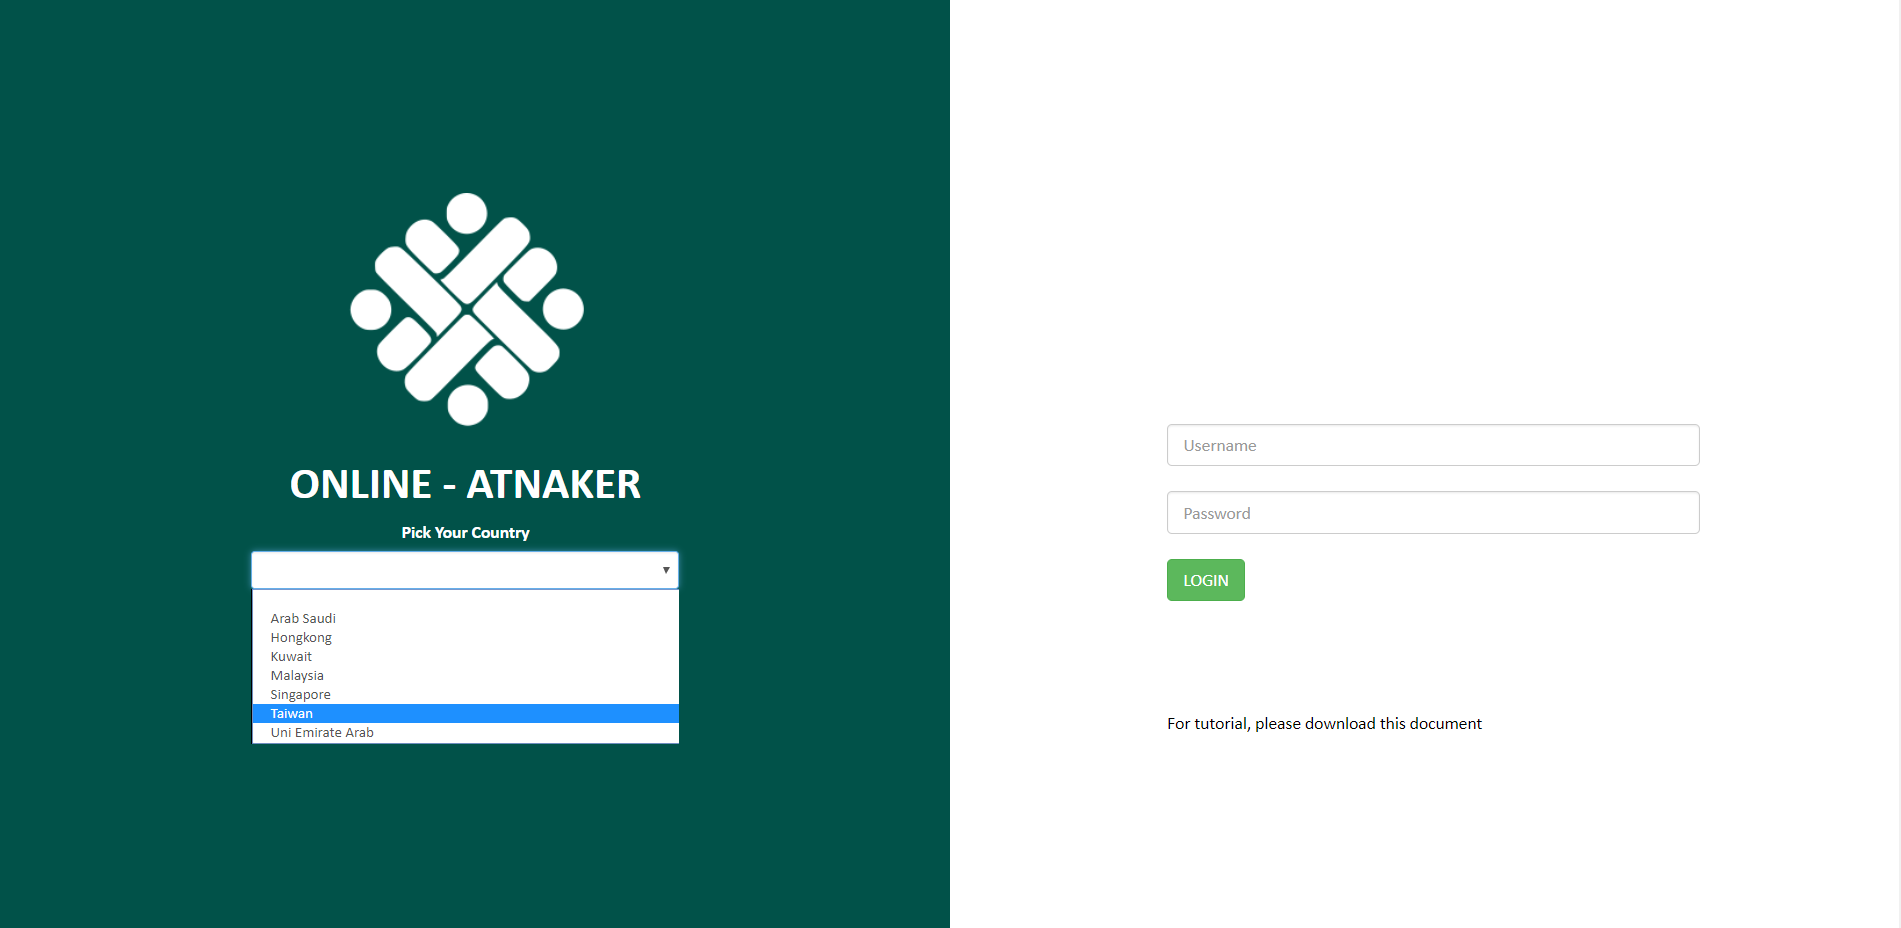 ONLINE - ATNAKER
Pick Your Country
Arab Saudi
Hongkong
Kuwait
Malaysia
Singapore
Taiwan
Uni Emirate Arab
Username
Password
LOGIN
For tutorial, please download this document